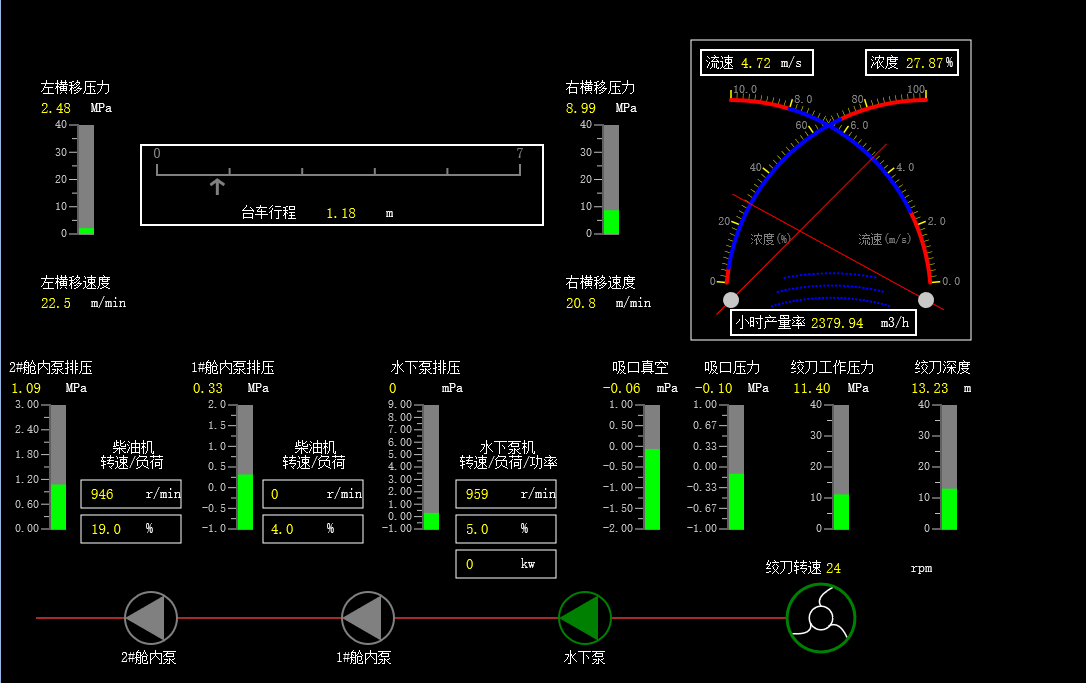 左横移压力
2.48 MPa
40
30
20
10
0
0 7
台车行程 1.18 m
右横移压力
8.99 MPa
40
30
20
10
0
流速 4.72 m/s
浓度 27.87%
10.0 8.0 80 100
60 6.0
40 4.0
20 2.0
浓度(%) 流速(m/s)
0 0.0
小时产量率 2379.94 m3/h
左横移速度
22.5 m/min
右横移速度
20.8 m/min
2#舱内泵排压
1.09 MPa
3.00
2.40
1.80
1.20
0.60
0.00
柴油机
转速/负荷
946 r/min
19.0 %
1#舱内泵排压
0.33 MPa
2.0
1.5
1.0
0.5
0.0
-0.5
-1.0
柴油机
转速/负荷
0 r/min
4.0 %
水下泵排压
0 mPa
9.00
8.00
7.00
6.00
5.00
4.00
3.00
2.00
1.00
0.00
-1.00
水下泵机
转速/负荷/功率
959 r/min
5.0 %
0 kw
吸口真空
-0.06 mPa
1.00
0.50
0.00
-0.50
-1.00
-1.50
-2.00
吸口压力
-0.10 MPa
1.00
0.67
0.33
0.00
-0.33
-0.67
-1.00
绞刀工作压力
11.40 MPa
40
30
20
10
0
绞刀深度
13.23 m
40
30
20
10
0
绞刀转速 24 rpm
2#舱内泵
1#舱内泵
水下泵